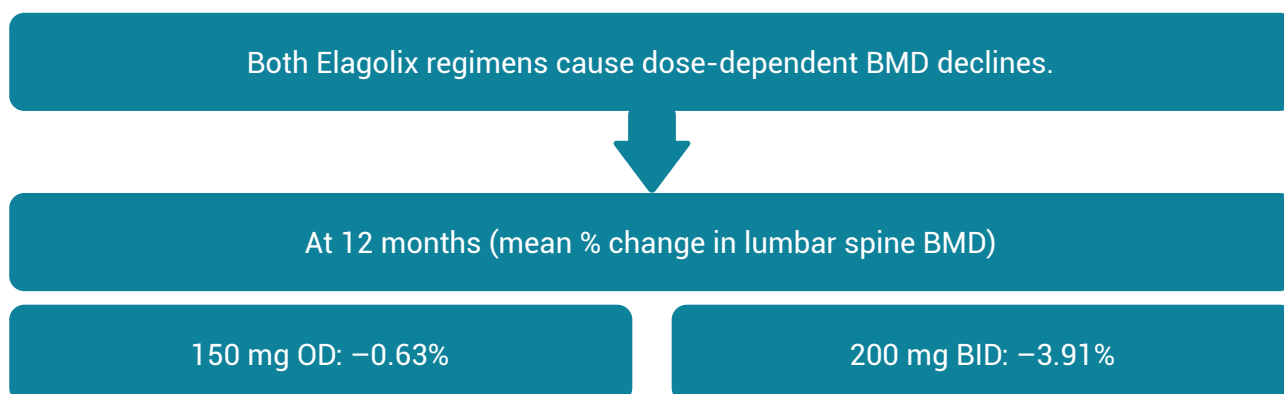 Both Elagolix regimens cause dose-dependent BMD declines.
At 12 months (mean % change in lumbar spine BMD)
150 mg OD: −0.63%
200 mg BID: −3.91%